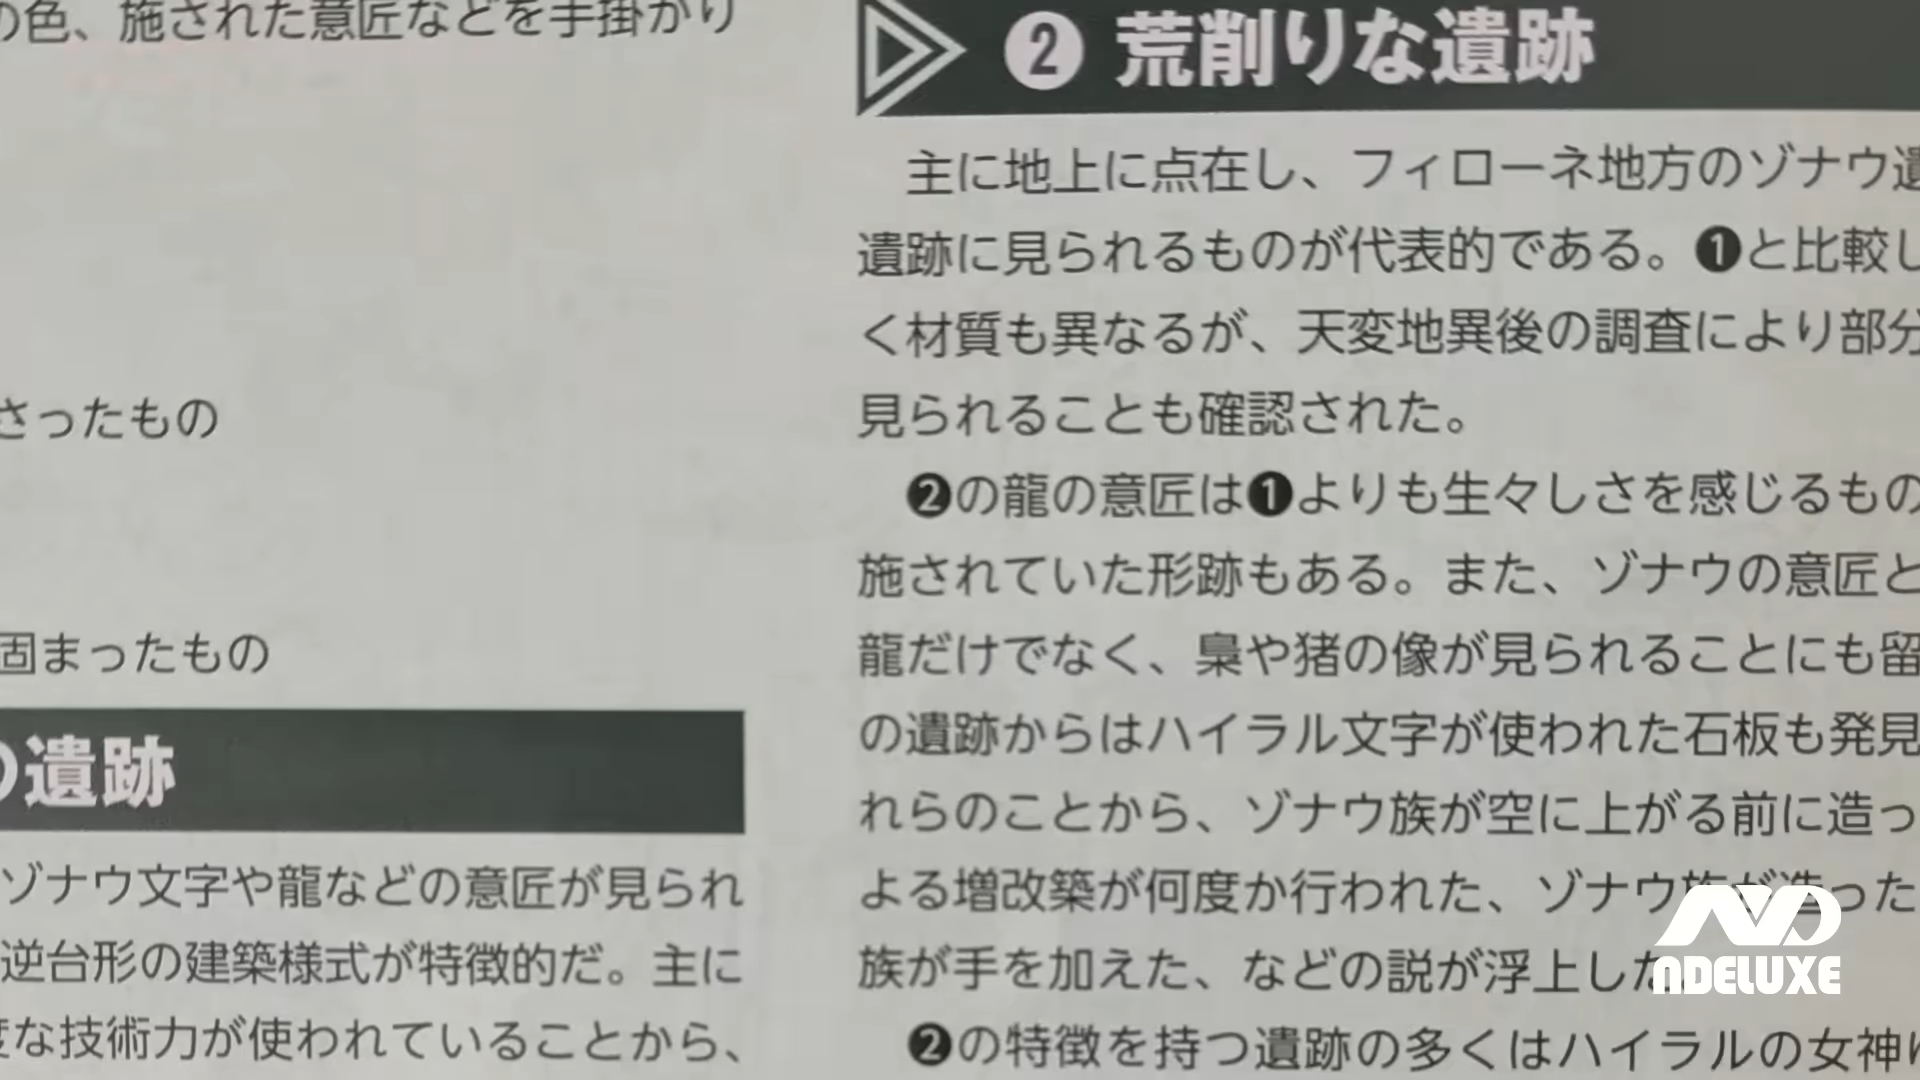 の色、施された意匠などを手掛かり
さったもの
固まったもの
の遺跡
ゾナウ文字や龍などの意匠が見られ
逆台形の建築様式が特徴的だ。主に
度な技術力が使われていることから、
❷ 荒削りな遺跡
主に地上に点在し、フィローネ地方のゾナウ遺
遺跡に見られるものが代表的である。❶と比較し
く材質も異なるが、天変地異後の調査により部分
見られることも確認された。
❷の龍の意匠は❶よりも生々しさを感じるもの
施されていた形跡もある。また、ゾナウの意匠と
龍だけでなく、梟や猪の像が見られることにも留
の遺跡からはハイラル文字が使われた石板も発見
れらのことから、ゾナウ族が空に上がる前に造っ
よる増改築が何度か行われた、ゾナウ族が造った
族が手を加えた、などの説が浮上した
❷の特徴を持つ遺跡の多くはハイラルの女神
NDELUXE